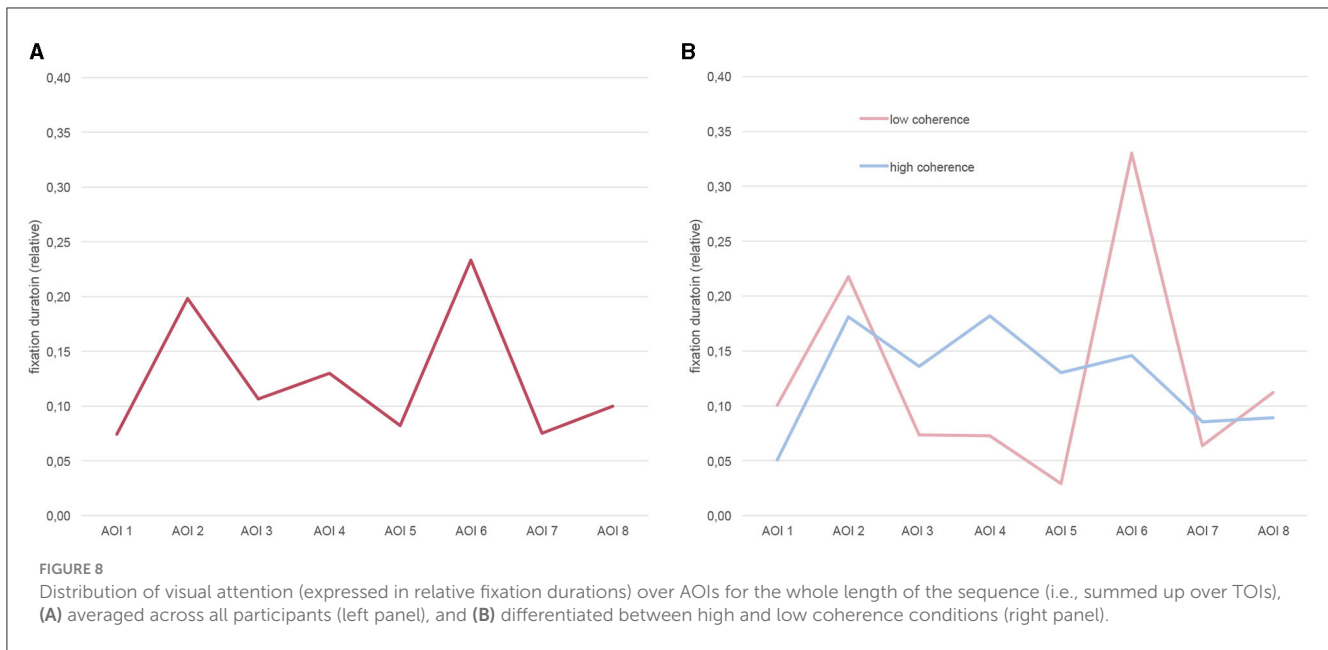 A
0,40
0,35
0,30
0,25
0,20
0,15
0,10
0,05
0,00
fixation duratoin (relative)
AOI 1 AOI 2 AOI 3 AOI 4 AOI 5 AOI 6 AOI 7 AOI 8
B
0,40
0,35
0,30
0,25
0,20
0,15
0,10
0,05
0,00
fixation duratoin (relative)
low coherence
high coherence
AOI 1 AOI 2 AOI 3 AOI 4 AOI 5 AOI 6 AOI 7 AOI 8
FIGURE 8
Distribution of visual attention (expressed in relative fixation durations) over AOIs for the whole length of the sequence (i.e., summed up over TOIs),
(A) averaged across all participants (left panel), and (B) differentiated between high and low coherence conditions (right panel).